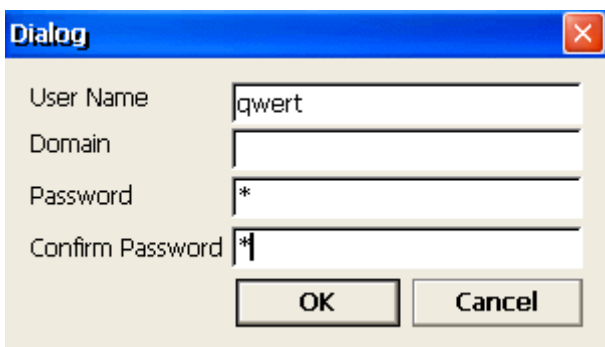 Dialog
User Name qwert
Domain
Password *
Confirm Password *
OK Cancel